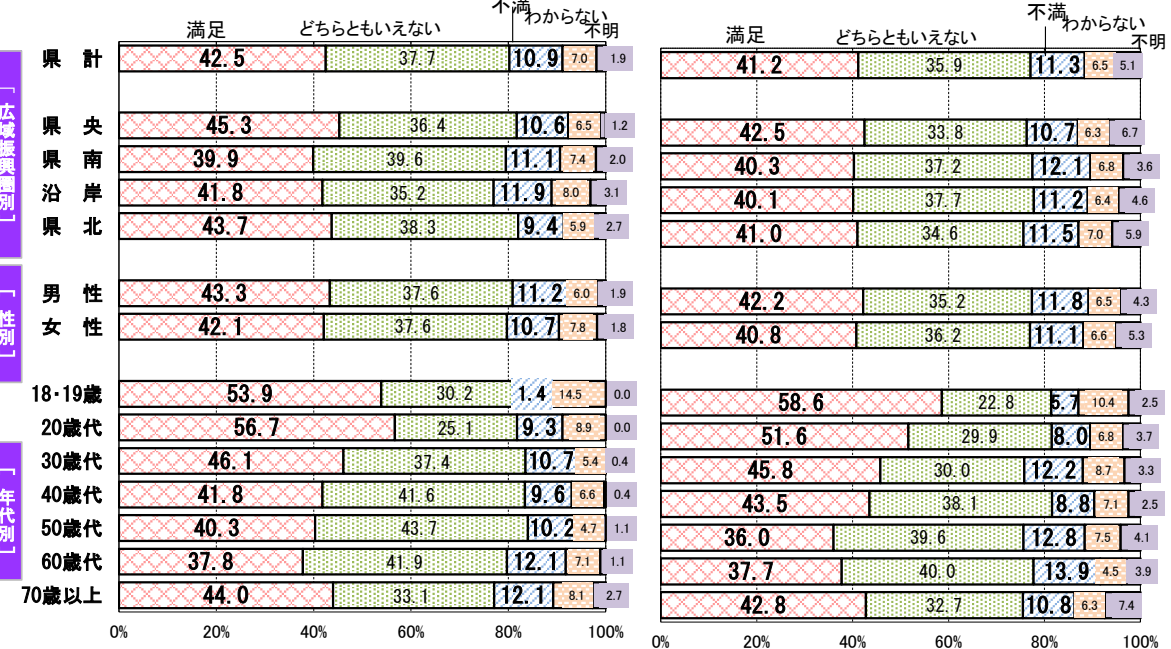 不満 わからない 不満 わからない
満足 どちらともいえない 不明 満足 どちらともいえない 不明
県 計 42.5 37.7 10.9 7.0 1.9 41.2 35.9 11.3 6.5 5.1
[ 広域振興圏別 ]
県 央 45.3 36.4 10.6 6.5 1.2 42.5 33.8 10.7 6.3 6.7
県 南 39.9 39.6 11.1 7.4 2.0 40.3 37.2 12.1 6.8 3.6
沿 岸 41.8 35.2 11.9 8.0 3.1 40.1 37.7 11.2 6.4 4.6
県 北 43.7 38.3 9.4 5.9 2.7 41.0 34.6 11.5 7.0 5.9
[ 性別 ]
男 性 43.3 37.6 11.2 6.0 1.9 42.2 35.2 11.8 6.5 4.3
女 性 42.1 37.6 10.7 7.8 1.8 40.8 36.2 11.1 6.6 5.3
[ 年代別 ]
18・19歳 53.9 30.2 1.4 14.5 0.0 58.6 22.8 5.7 10.4 2.5
20歳代 56.7 25.1 9.3 8.9 0.0 51.6 29.9 8.0 6.8 3.7
30歳代 46.1 37.4 10.7 5.4 0.4 45.8 30.0 12.2 8.7 3.3
40歳代 41.8 41.6 9.6 6.6 0.4 43.5 38.1 8.8 7.1 2.5
50歳代 40.3 43.7 10.2 4.7 1.1 36.0 39.6 12.8 7.5 4.1
60歳代 37.8 41.9 12.1 7.1 1.1 37.7 40.0 13.9 4.5 3.9
70歳以上 44.0 33.1 12.1 8.1 2.7 42.8 32.7 10.8 6.3 7.4
0% 20% 40% 60% 80% 100% 0% 20% 40% 60% 80% 100%